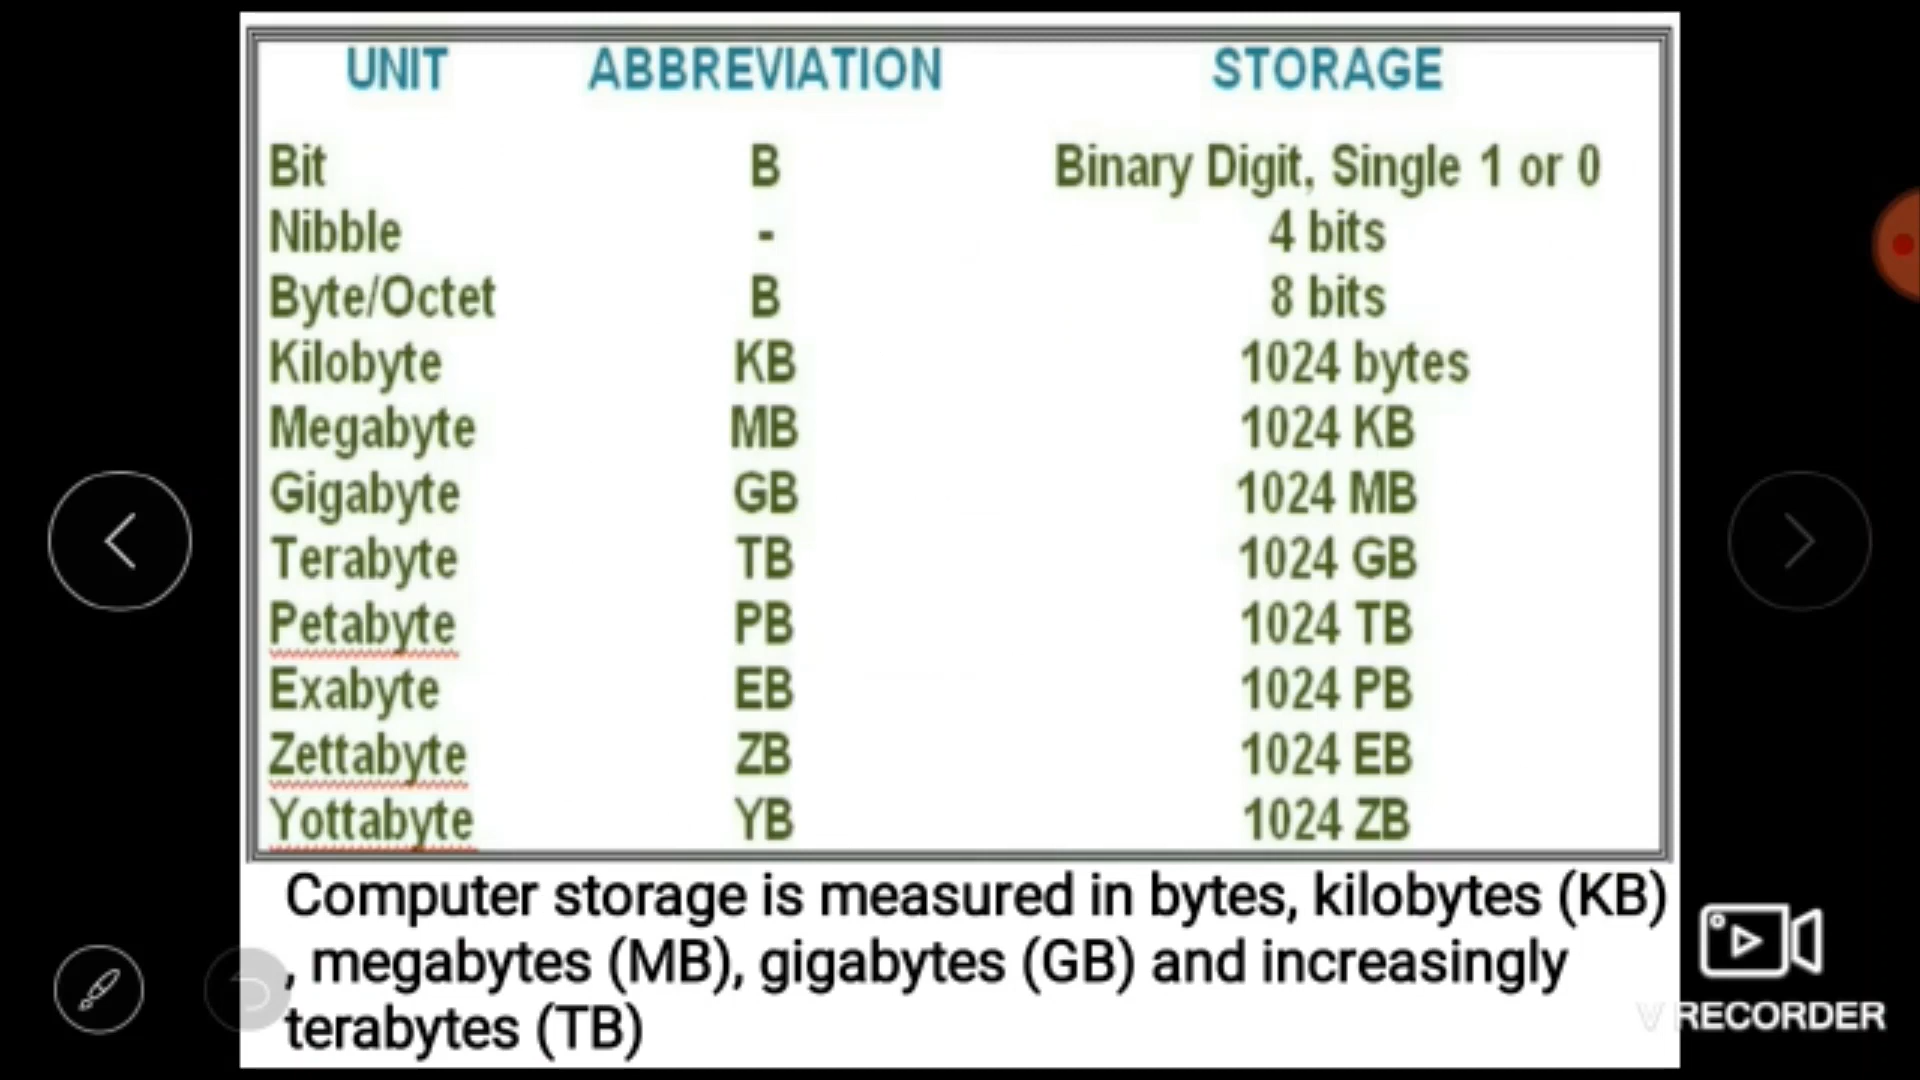 UNIT ABBREVIATION STORAGE
Bit B Binary Digit, Single 1 or 0
Nibble - 4 bits
Byte/Octet B 8 bits
Kilobyte KB 1024 bytes
Megabyte MB 1024 KB
Gigabyte GB 1024 MB
Terabyte TB 1024 GB
Petabyte PB 1024 TB
Exabyte EB 1024 PB
Zettabyte ZB 1024 EB
Yottabyte YB 1024 ZB
Computer storage is measured in bytes, kilobytes (KB)
, megabytes (MB), gigabytes (GB) and increasingly
terabytes (TB)
V RECORDER